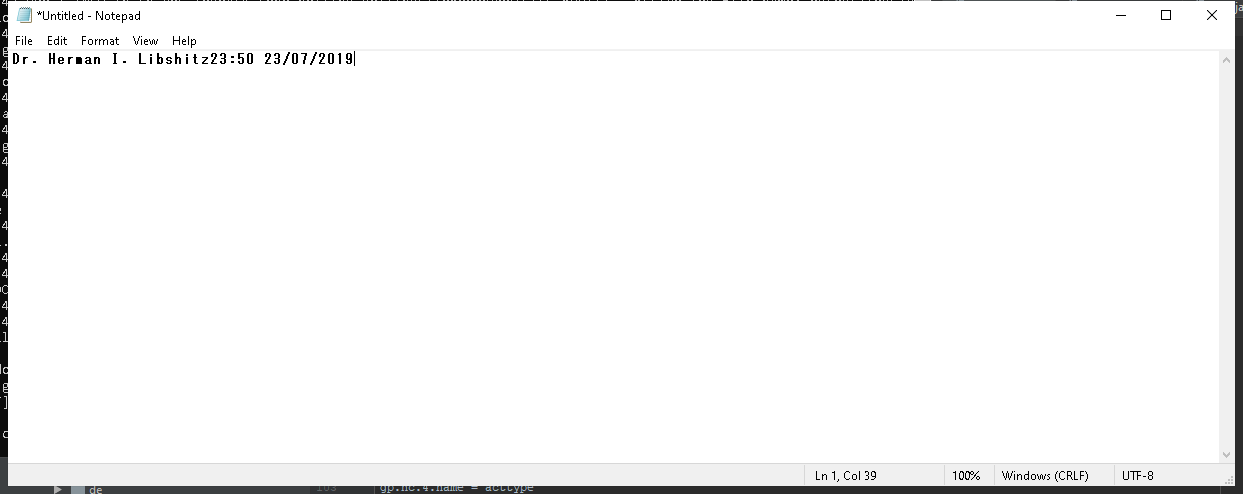 *Untitled - Notepad
File Edit Format View Help
Dr. Herman I. Libshitz23:50 23/07/2019
Ln 1, Col 39 100% Windows (CRLF) UTF-8
de
gp.nc.4.name = acctype